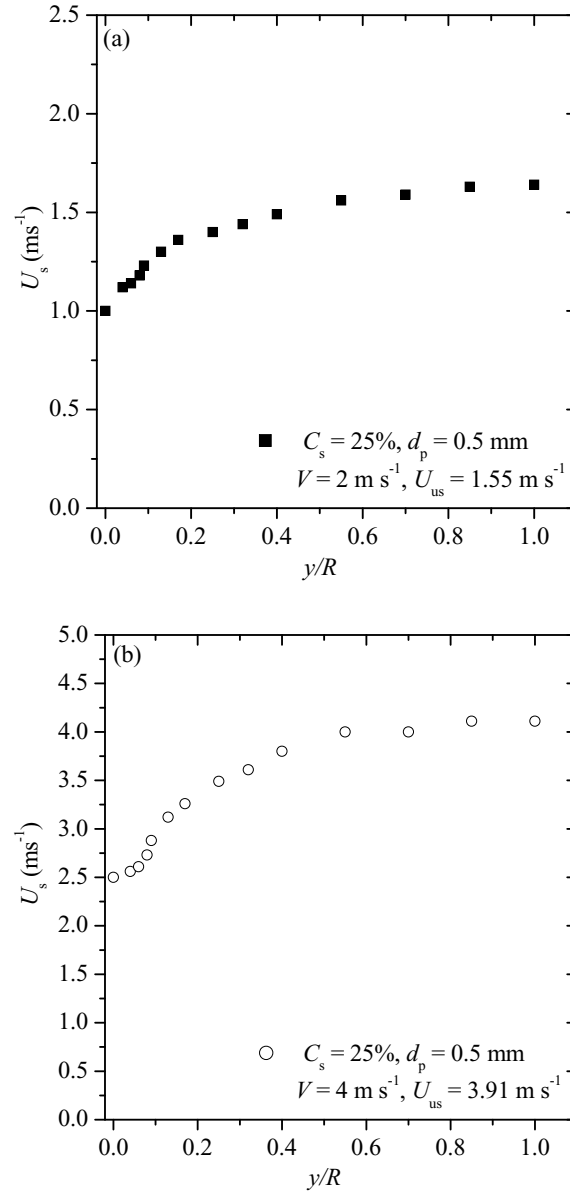 (a)
2.5
2.0
1.5
1.0
0.5
0.0
U_s (ms^-1)
C_s = 25%, d_p = 0.5 mm
V = 2 m s^-1, U_us = 1.55 m s^-1
0.0 0.2 0.4 0.6 0.8 1.0
y/R
(b)
5.0
4.5
4.0
3.5
3.0
2.5
2.0
1.5
1.0
0.5
0.0
U_s (ms^-1)
C_s = 25%, d_p = 0.5 mm
V = 4 m s^-1, U_us = 3.91 m s^-1
0.0 0.2 0.4 0.6 0.8 1.0
y/R